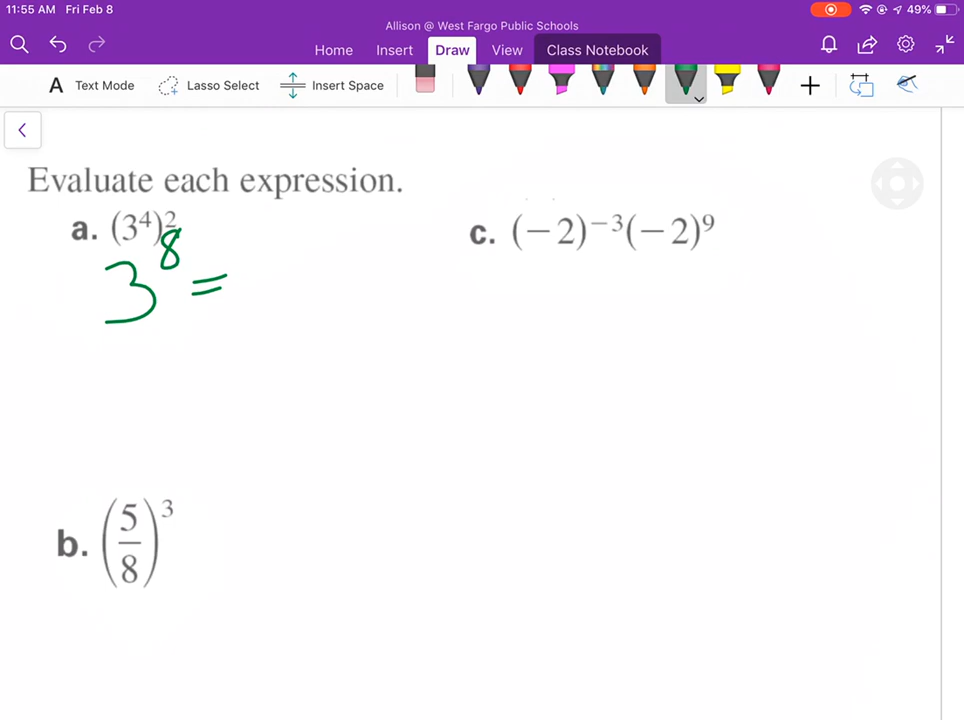 11:55 AM Fri Feb 8 49%
Allison @ West Fargo Public Schools
Home Insert Draw View Class Notebook
A Text Mode Lasso Select Insert Space
Evaluate each expression.
a. (3⁴)²
3⁸ =
c. (−2)⁻³(−2)⁹
b. (5/8)³